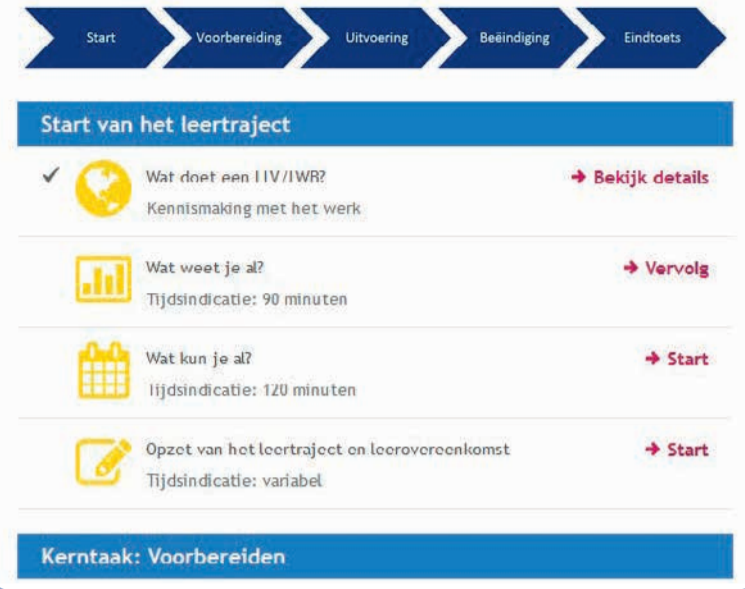 Start
Voorbereiding
Uitvoering
Beëindiging
Eindtoets
Start van het leertraject
Wat doet een LIV/IWR?
Bekijk details
Kennismaking met het werk
Wat weet je al?
Vervolg
Tijdsindicatie: 90 minuten
Wat kun je al?
Start
Tijdsindicatie: 120 minuten
Opzet van het leertraject en leerovereenkomst
Start
Tijdsindicatie: variabel
Kerntaak: Voorbereiden